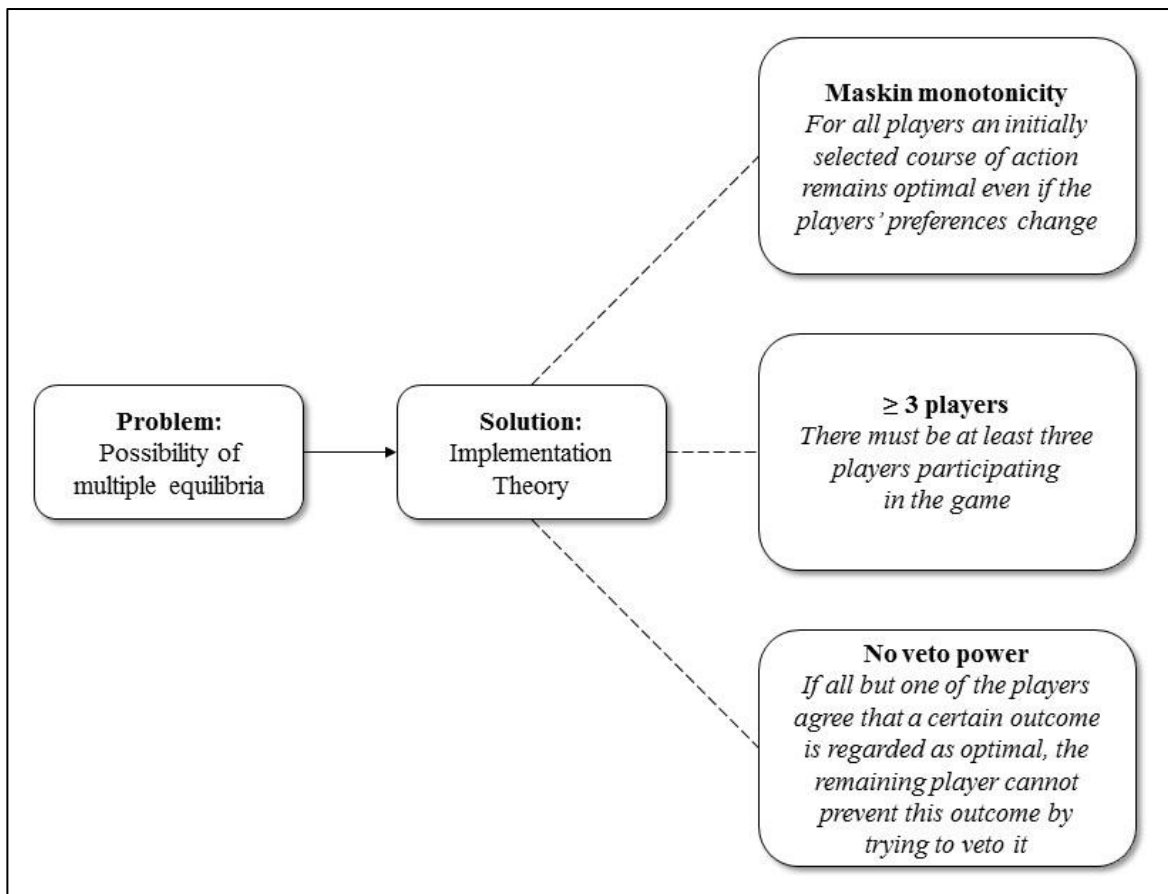 Problem:
Possibility of
multiple equilibria
Solution:
Implementation
Theory
Maskin monotonicity
For all players an initially
selected course of action
remains optimal even if the
players’ preferences change
≥ 3 players
There must be at least three
players participating
in the game
No veto power
If all but one of the players
agree that a certain outcome
is regarded as optimal, the
remaining player cannot
prevent this outcome by
trying to veto it